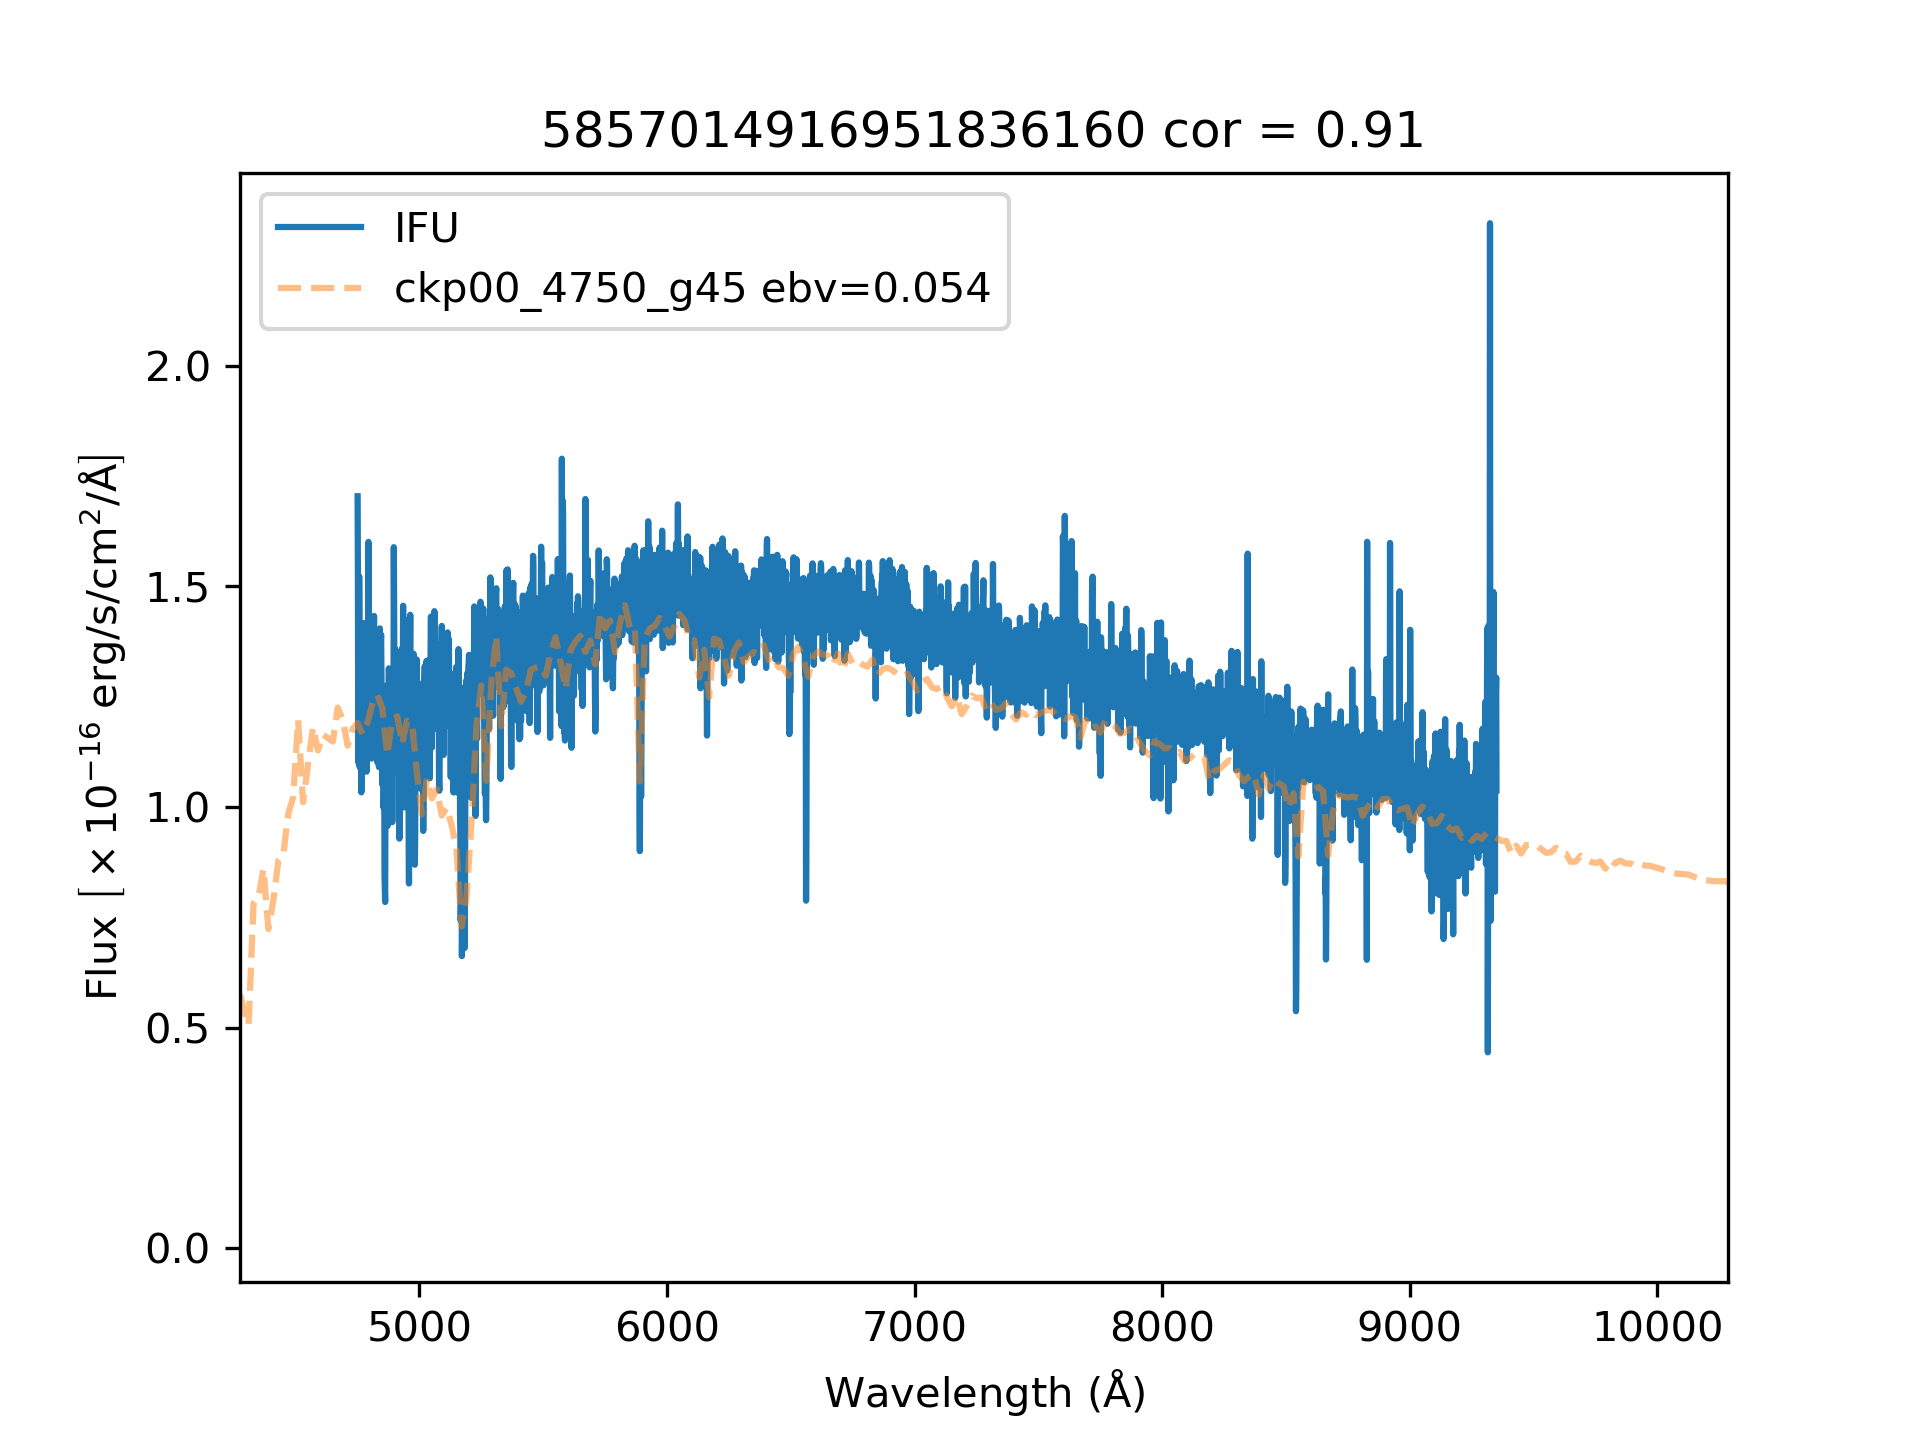 5857014916951836160 cor = 0.91
IFU
ckp00_4750_g45 ebv=0.054
Flux [×10⁻¹⁶ erg/s/cm²/Å]
2.0
1.5
1.0
0.5
0.0
5000 6000 7000 8000 9000 10000
Wavelength (Å)